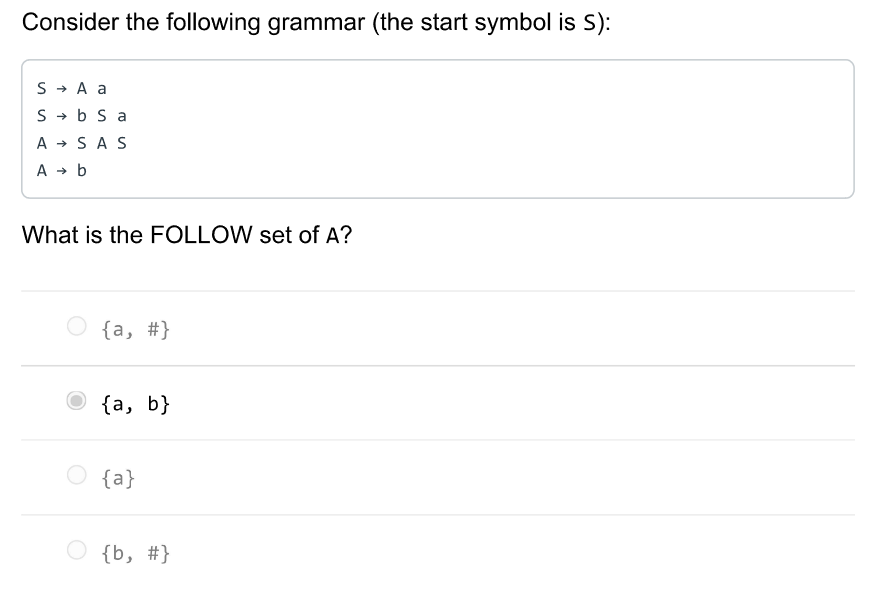 Consider the following grammar (the start symbol is S):
S → A a
S → b S a
A → S A S
A → b
What is the FOLLOW set of A?
{a, #}
{a, b}
{a}
{b, #}